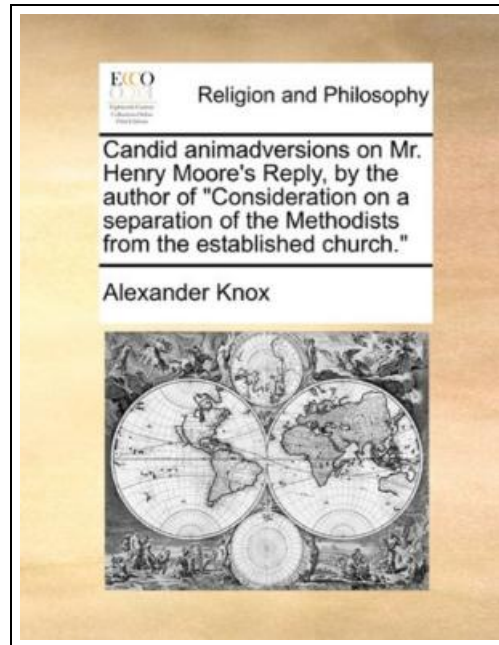 ECCO
Religion and Philosophy
Candid animadversions on Mr.
Henry Moore's Reply, by the
author of "Consideration on a
separation of the Methodists
from the established church."
Alexander Knox